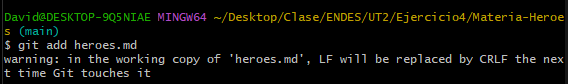 David@DESKTOP-9Q5NIAE MINGW64 ~/Desktop/Clase/ENDES/UT2/Ejercicio4/Materia-Heroe
s (main)
$ git add heroes.md
warning: in the working copy of 'heroes.md', LF will be replaced by CRLF the nex
t time Git touches it